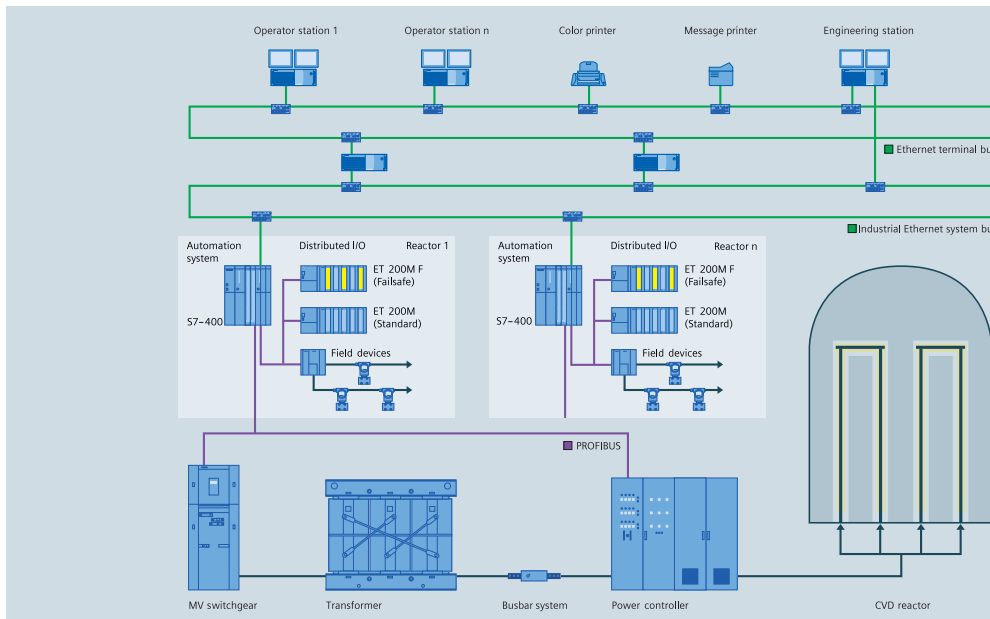 Operator station 1
Operator station n
Color printer
Message printer
Engineering station
Ethernet terminal bu
Industrial Ethernet system bu
Automation
system
Distributed I/O
Reactor 1
ET 200M F
(Failsafe)
ET 200M
(Standard)
S7-400
Field devices
Automation
system
Distributed I/O
Reactor n
ET 200M F
(Failsafe)
ET 200M
(Standard)
S7-400
Field devices
PROFIBUS
MV switchgear
Transformer
Busbar system
Power controller
CVD reactor